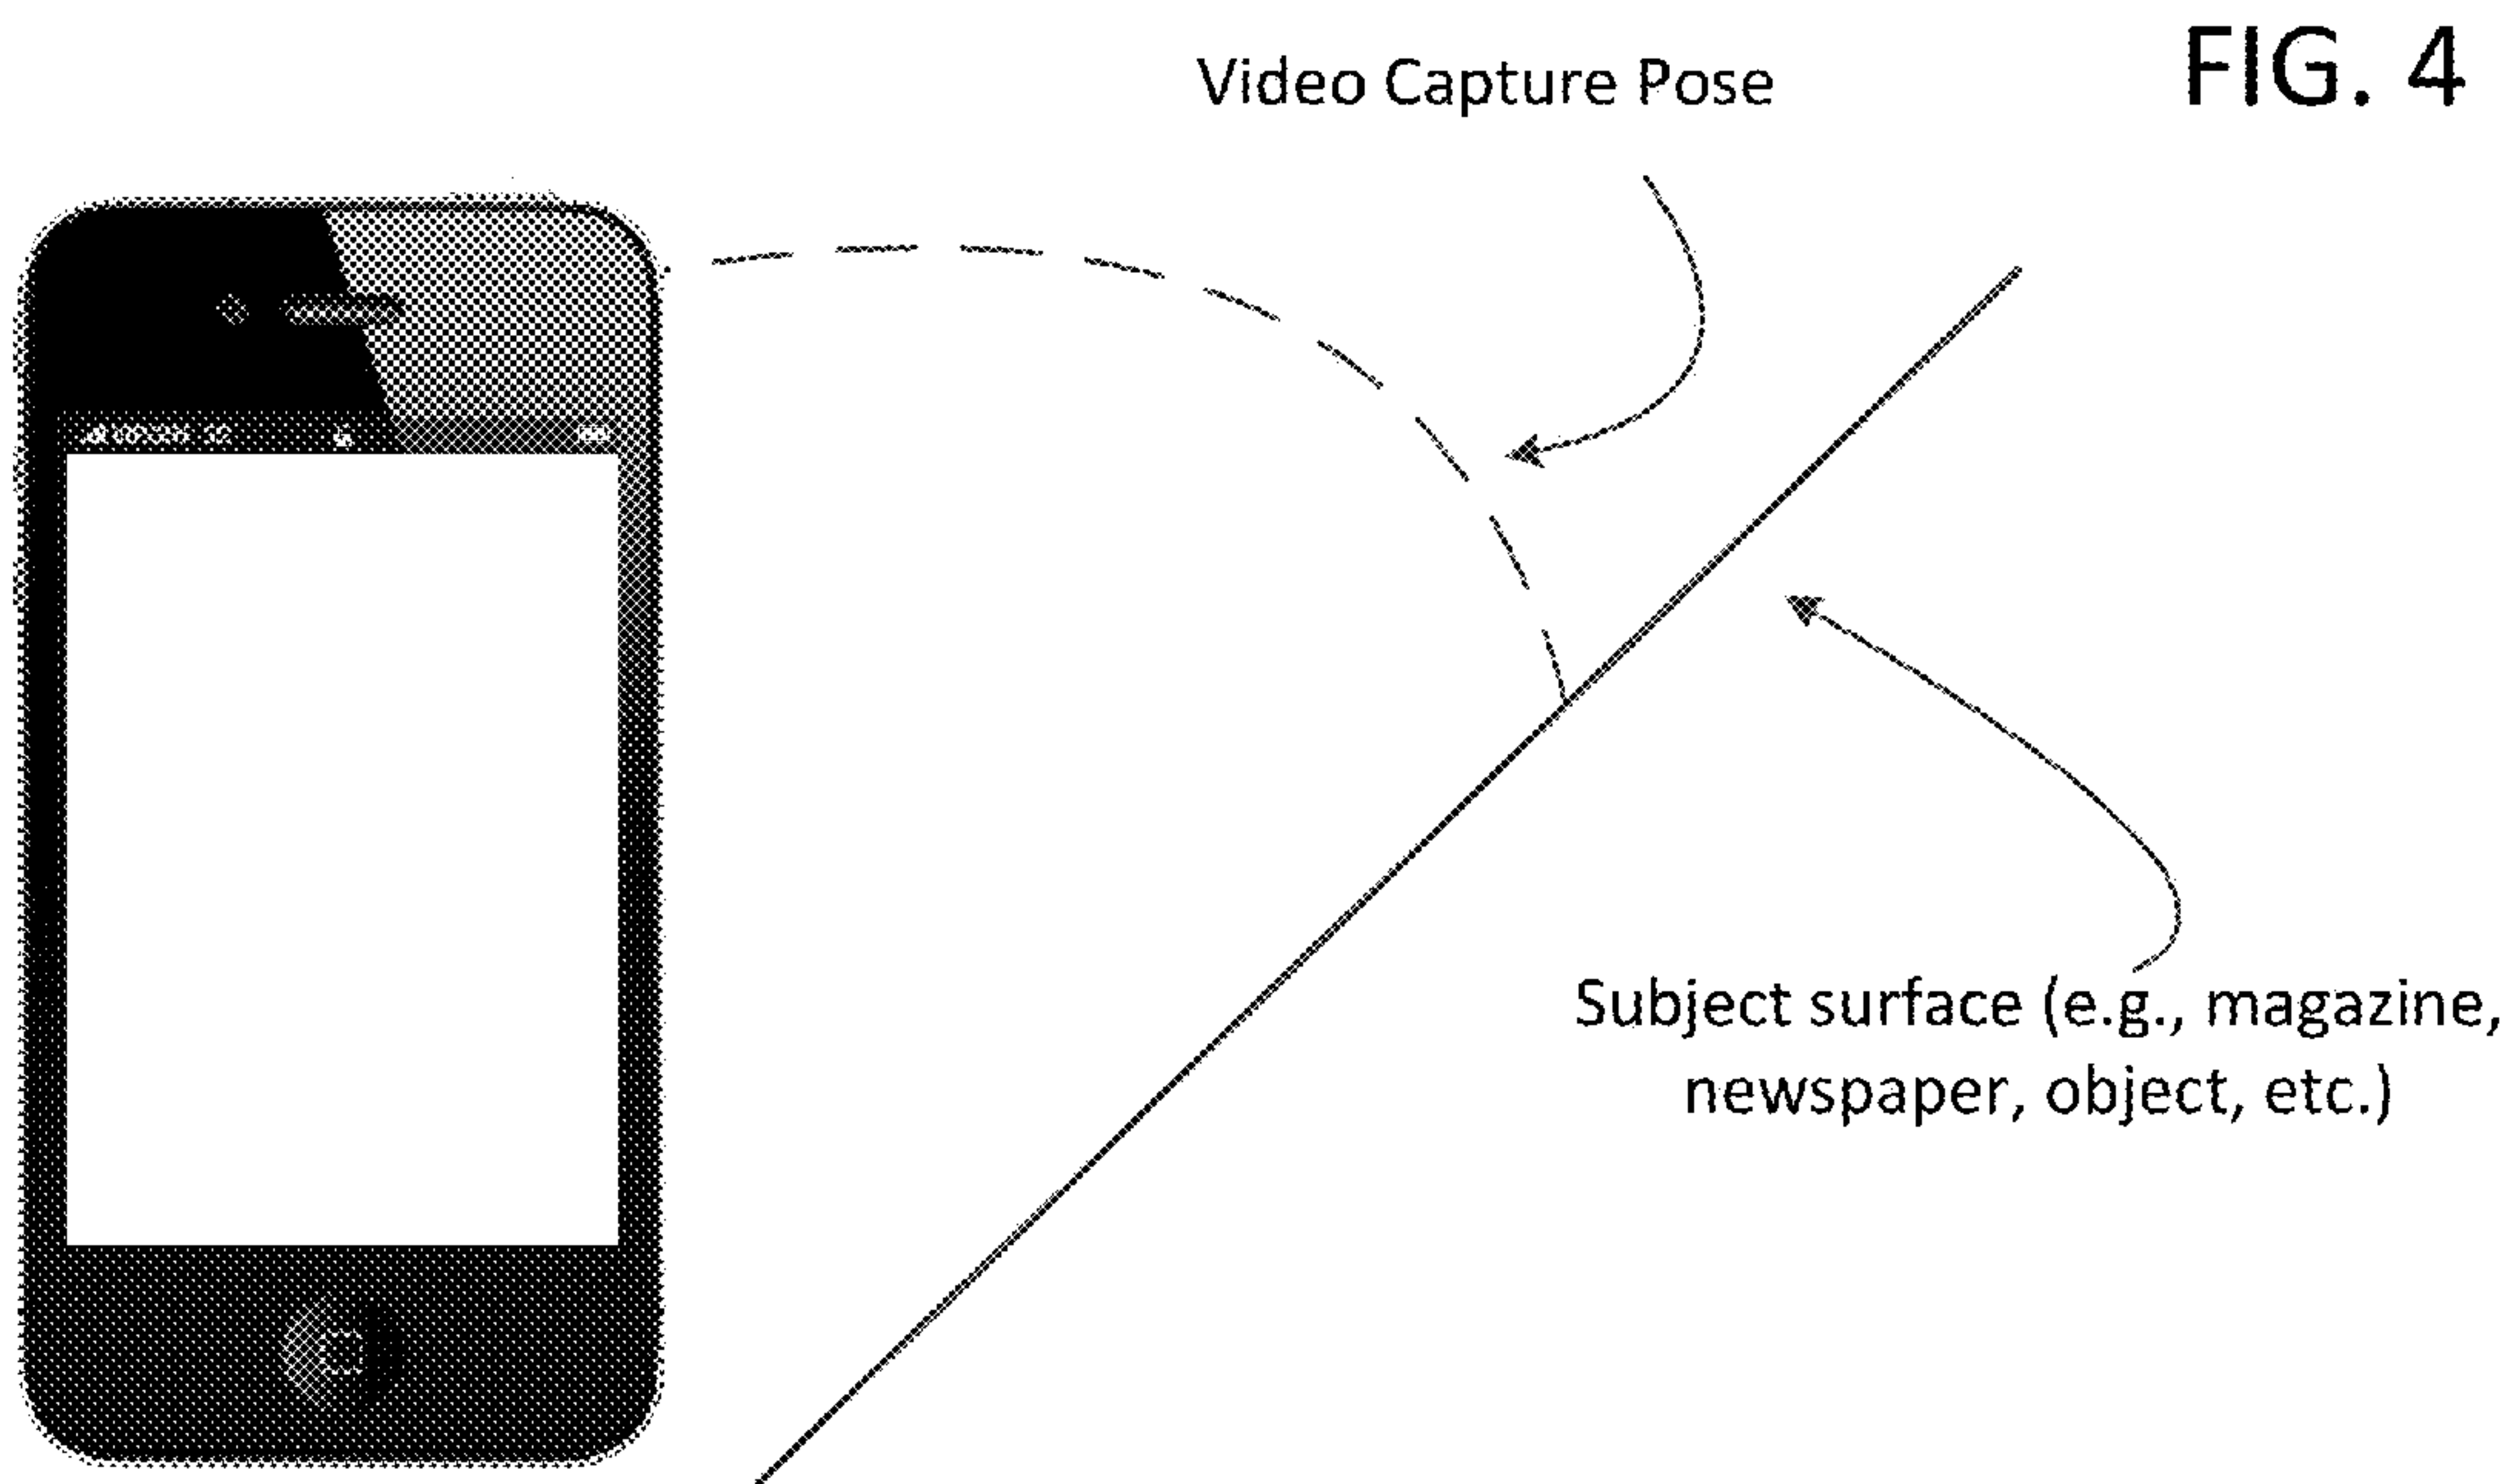 FIG. 4
Video Capture Pose
Subject surface (e.g., magazine,
newspaper, object, etc.)